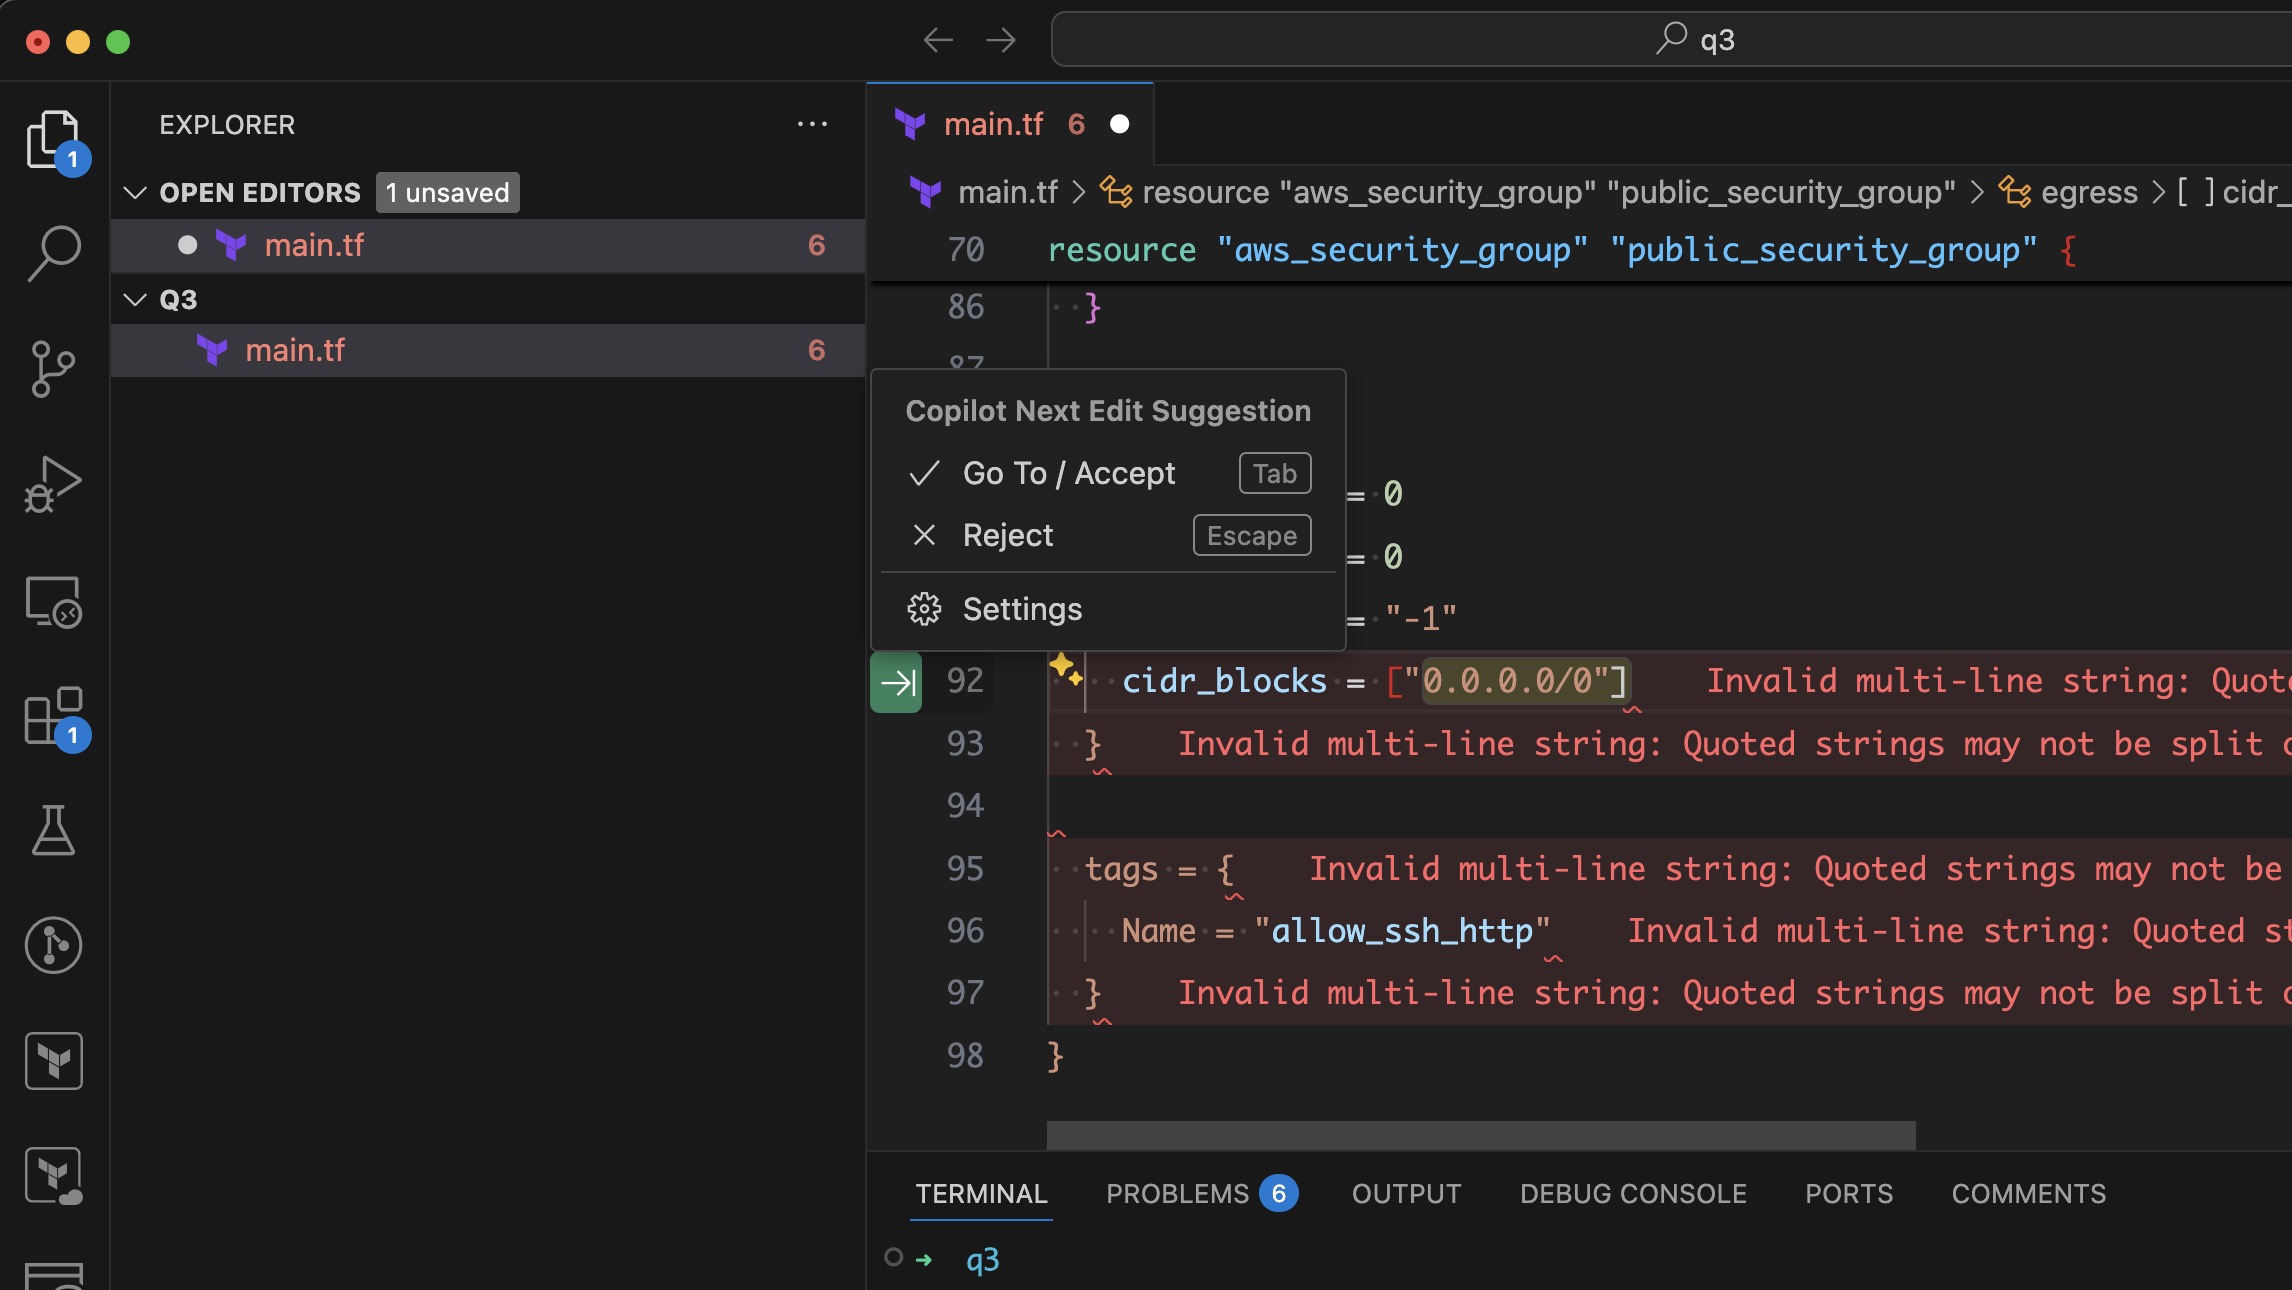 q3
EXPLORER
1
OPEN EDITORS 1 unsaved
main.tf 6
Q3
main.tf 6
1
main.tf 6
main.tf > resource "aws_security_group" "public_security_group" > egress > [ ] cidr_
70 resource "aws_security_group" "public_security_group" {
86 }
87
Copilot Next Edit Suggestion
Go To / Accept Tab
Reject Escape
Settings
= 0
= 0
= "-1"
92 cidr_blocks = ["0.0.0.0/0"] Invalid multi-line string: Quote
93 } Invalid multi-line string: Quoted strings may not be split
94
95 tags = { Invalid multi-line string: Quoted strings may not be
96 Name = "allow_ssh_http" Invalid multi-line string: Quoted st
97 } Invalid multi-line string: Quoted strings may not be split
98 }
TERMINAL PROBLEMS 6 OUTPUT DEBUG CONSOLE PORTS COMMENTS
q3